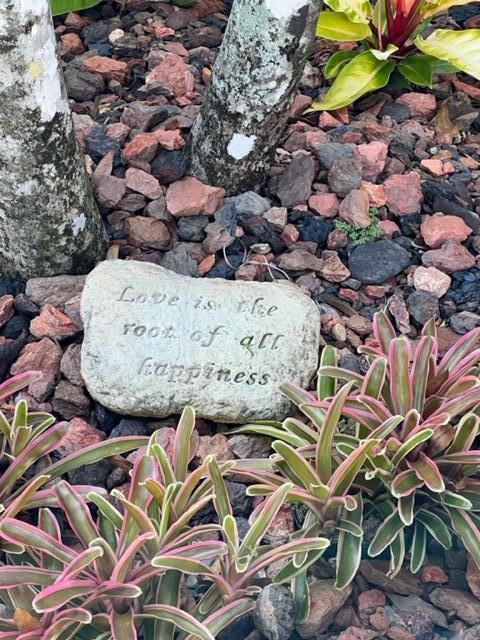 Love is the
root of all
happiness